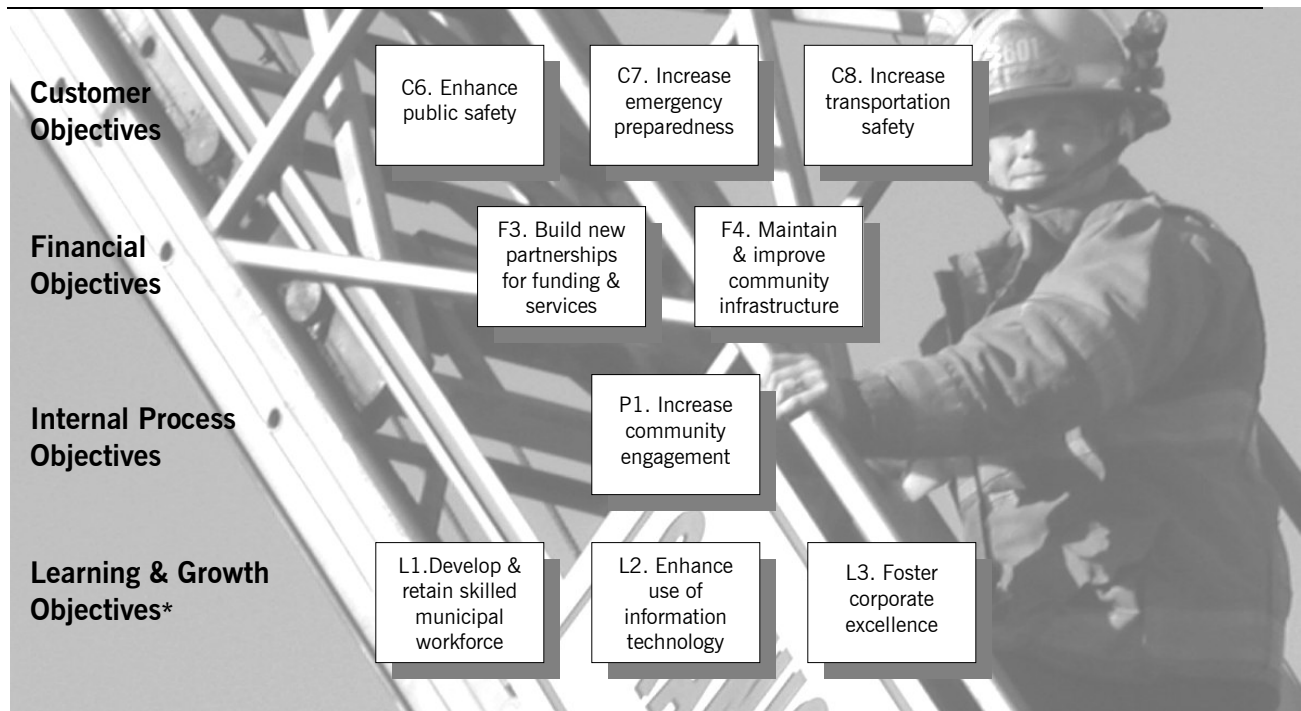 Customer
Objectives
C6. Enhance
public safety
C7. Increase
emergency
preparedness
C8. Increase
transportation
safety
601
Financial
Objectives
F3. Build new
partnerships
for funding &
services
F4. Maintain
& improve
community
infrastructure
Internal Process
Objectives
P1. Increase
community
engagement
Learning & Growth
Objectives*
L1.Develop &
retain skilled
municipal
workforce
L2. Enhance
use of
information
technology
L3. Foster
corporate
excellence